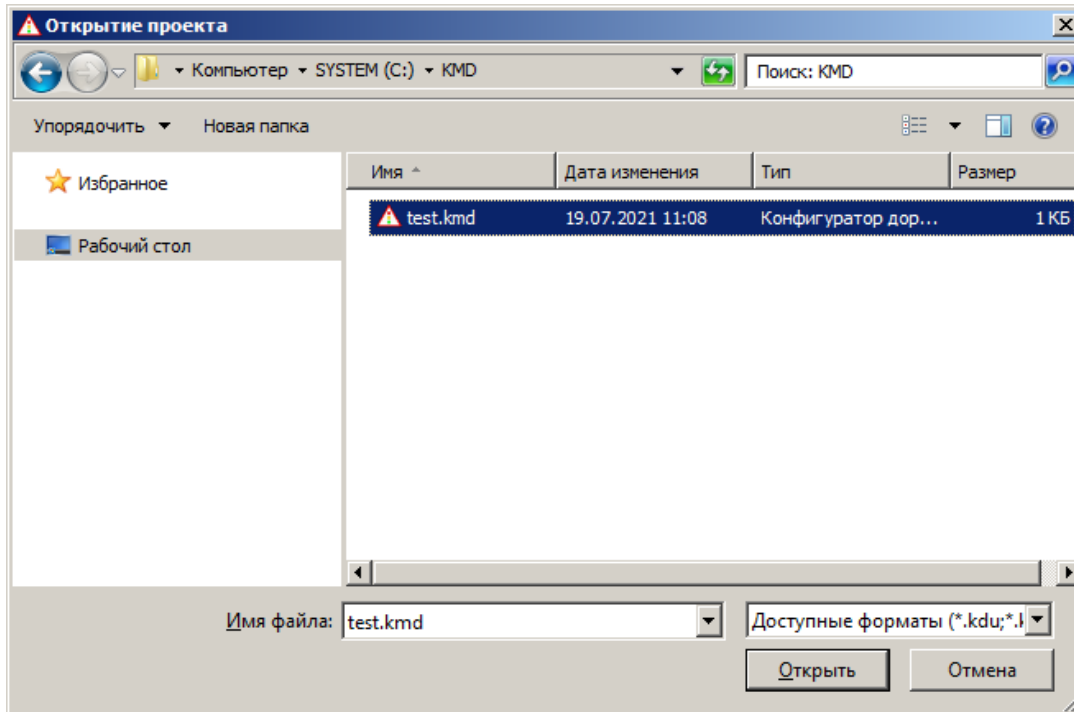 Открытие проекта
Компьютер SYSTEM (C:) KMD Поиск: KMD
Упорядочить Новая папка
Избранное
Рабочий стол
Имя Дата изменения Тип Размер
test.kmd 19.07.2021 11:08 Конфигуратор дор... 1 КБ
Имя файла: test.kmd Доступные форматы (*.kdu;*.k
Открыть Отмена